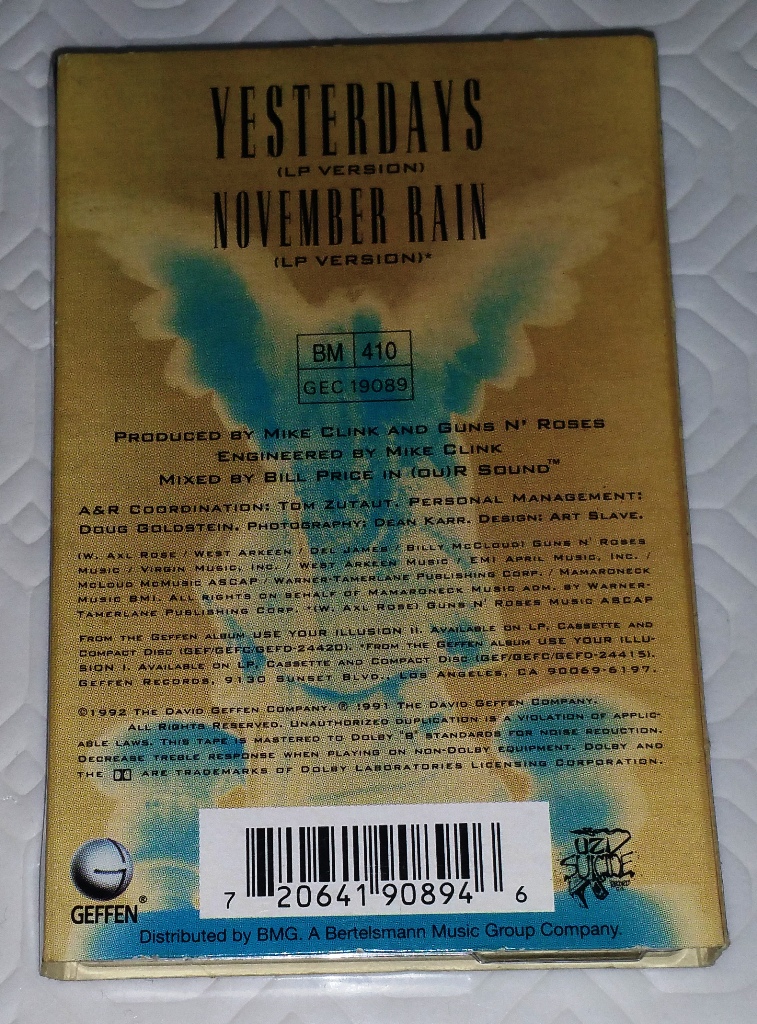 YESTERDAYS
(LP VERSION)
NOVEMBER RAIN
(LP VERSION)*
BM 410
GEC 19089
PRODUCED BY MIKE CLINK AND GUNS N' ROSES
ENGINEERED BY MIKE CLINK
MIXED BY BILL PRICE IN (OU)R SOUND™
A&R COORDINATION: TOM ZUTAUT. PERSONAL MANAGEMENT:
DOUG GOLDSTEIN. PHOTOGRAPHY: DEAN KARR. DESIGN: ART SLAVE.
(W. AXL ROSE / WEST ARKEEN / DEL JAMES / BILLY MCCLOUD) GUNS N' ROSES
MUSIC / VIRGIN MUSIC, INC. / WEST ARKEEN MUSIC / EMI APRIL MUSIC, INC. /
MCLOUD MCMUSIC ASCAP / WARNER-TAMERLANE PUBLISHING CORP. / MAMARONECK
MUSIC BMI. ALL RIGHTS ON BEHALF OF MAMARONECK MUSIC ADM. BY WARNER-
TAMERLANE PUBLISHING CORP. *(W. AXL ROSE) GUNS N' ROSES MUSIC ASCAP
FROM THE GEFFEN ALBUM USE YOUR ILLUSION II. AVAILABLE ON LP, CASSETTE AND
COMPACT DISC (GEF/GEFC/GEFD-24420). *FROM THE GEFFEN ALBUM USE YOUR ILLU-
SION I. AVAILABLE ON LP, CASSETTE AND COMPACT DISC (GEF/GEFC/GEFD-24415).
GEFFEN RECORDS, 9130 SUNSET BLVD., LOS ANGELES, CA 90069-6197.
©1992 THE DAVID GEFFEN COMPANY. ℗ 1991 THE DAVID GEFFEN COMPANY.
ALL RIGHTS RESERVED. UNAUTHORIZED DUPLICATION IS A VIOLATION OF APPLIC-
ABLE LAWS. THIS TAPE IS MASTERED TO DOLBY "B" STANDARDS FOR NOISE REDUCTION.
DECREASE TREBLE RESPONSE WHEN PLAYING ON NON-DOLBY EQUIPMENT. DOLBY AND
THE ARE TRADEMARKS OF DOLBY LABORATORIES LICENSING CORPORATION.
GEFFEN®
7 20641 90894 6
UZI SUICIDE
Distributed by BMG. A Bertelsmann Music Group Company.